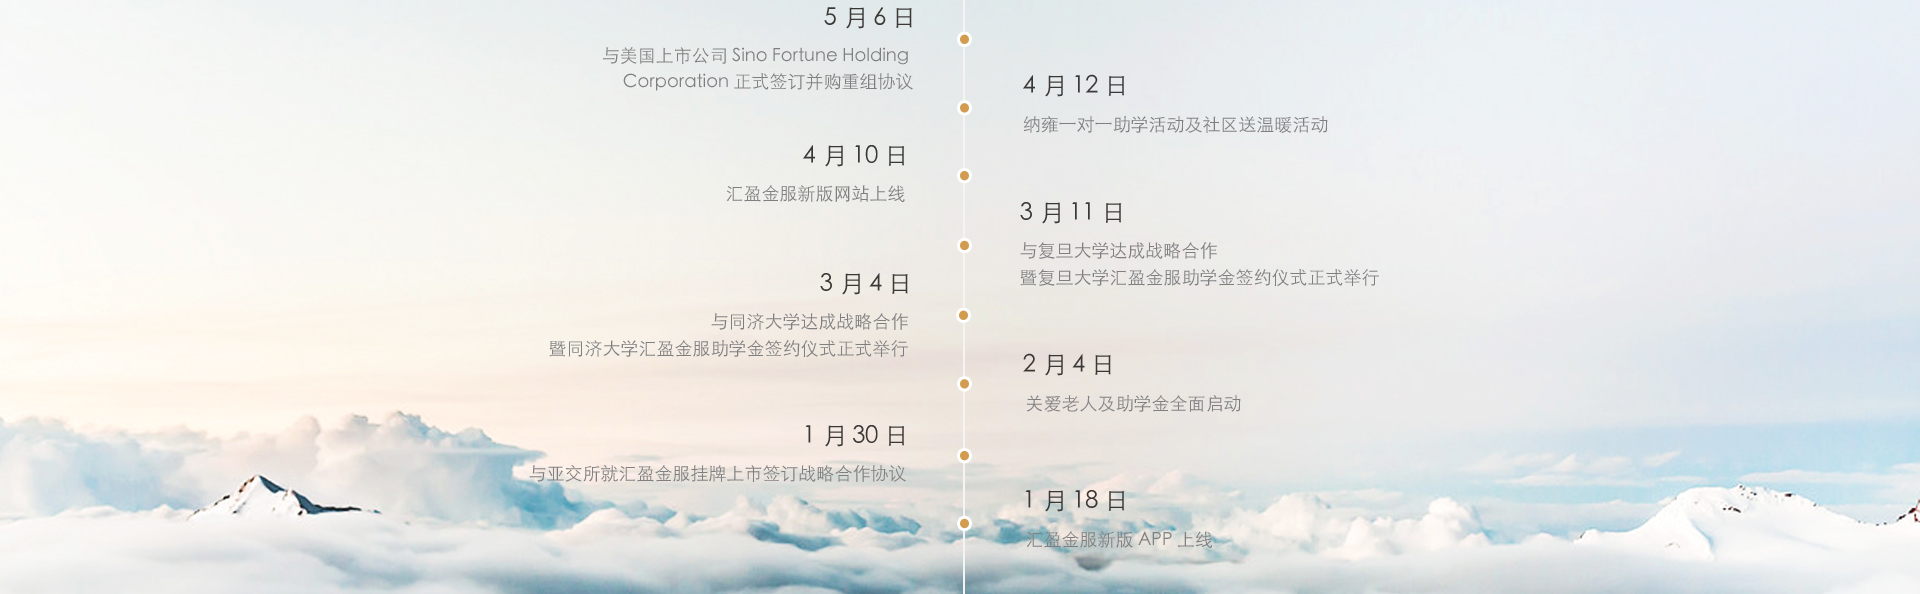 5 月 6 日
与美国上市公司 Sino Fortune Holding
Corporation 正式签订并购重组协议
4 月 12 日
纳雍一对一助学活动及社区送温暖活动
4 月 10 日
汇盈金服新版网站上线
3 月 11 日
与复旦大学达成战略合作
暨复旦大学汇盈金服助学金签约仪式正式举行
3 月 4 日
与同济大学达成战略合作
暨同济大学汇盈金服助学金签约仪式正式举行
2 月 4 日
关爱老人及助学金全面启动
1 月 30 日
与亚交所就汇盈金服挂牌上市签订战略合作协议
1 月 18 日
汇盈金服新版 APP 上线